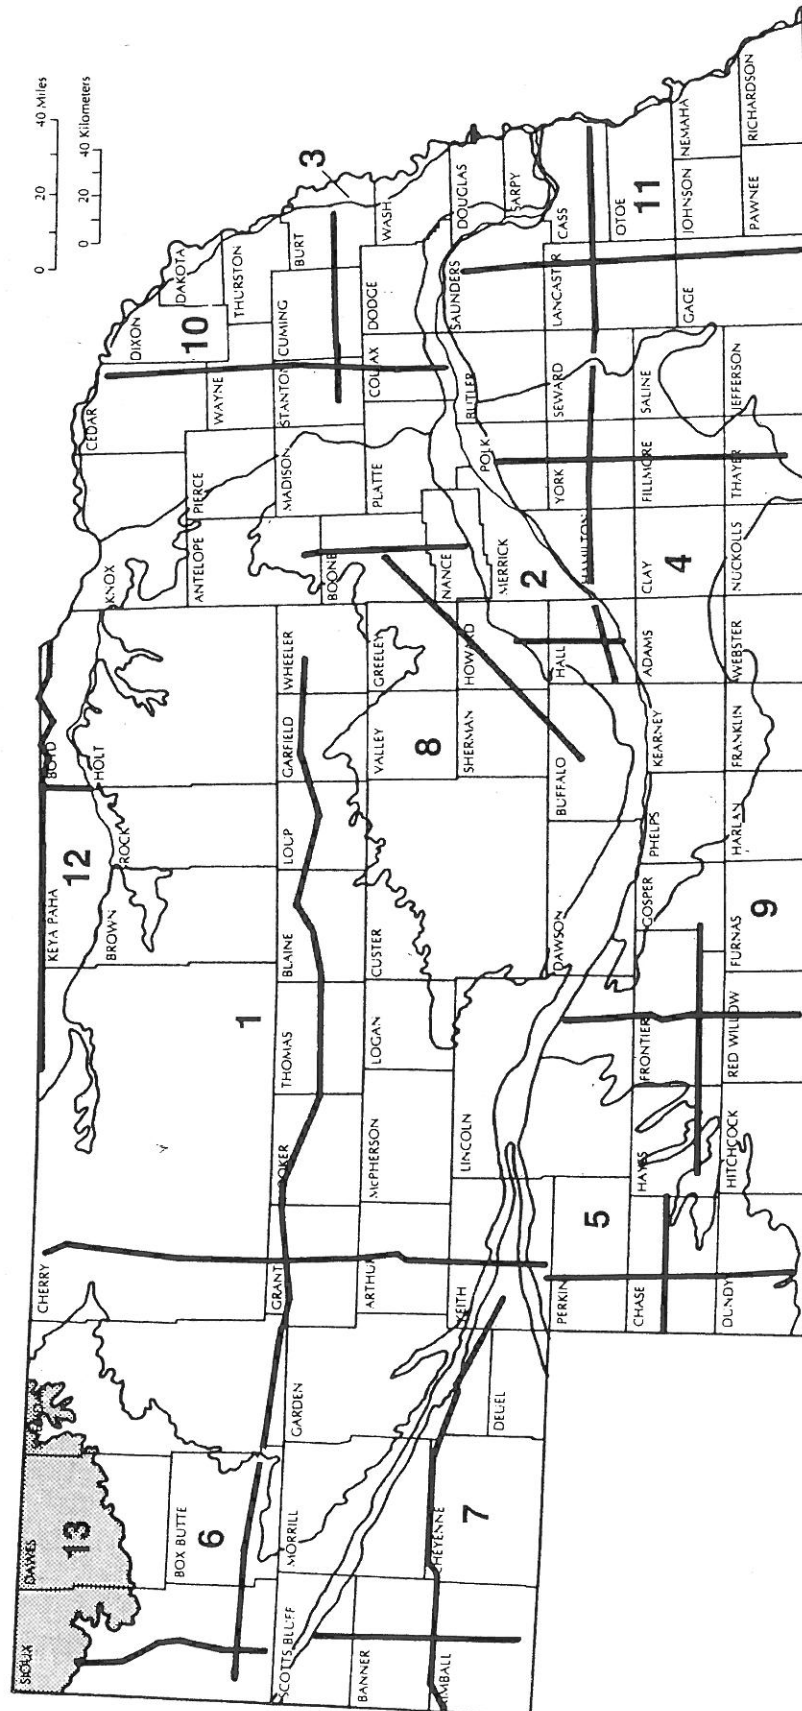 0 20 40 Miles
0 20 40 Kilometers
SIOUX
DAWES
13
BOX BUTTE
6
SCOTTS BLUFF
MORRILL
BANNER
KIMBALL
CHEYENNE
7
GARDEN
DEUEL
CHERRY
1
GRANT
HOOKER
THOMAS
BLAINE
LOUP
GARFIELD
WHEELER
ARTHUR
McPHERSON
LOGAN
CUSTER
VALLEY
GREELEY
8
KEITH
LINCOLN
SHERMAN
HOWARD
PERKINS
5
DAWSON
BUFFALO
HALL
CHASE
HAYES
FRONTIER
GOSPER
PHELPS
KEARNEY
ADAMS
CLAY
4
DUNDY
HITCHCOCK
RED WILLOW
FURNAS
9
HARLAN
FRANKLIN
WEBSTER
NUCKOLLS
KEYA PAHA
12
BROWN
ROCK
BOYD
HOLT
KNOX
ANTELOPE
BOONE
NANCE
MERRICK
2
HAMILTON
CEDAR
DIXON
10
DAKOTA
THURSTON
WAYNE
PIERCE
MADISON
STANTON
CUMING
BURT
3
PLATTE
COLFAX
DODGE
WASH
POLK
BUTLER
SAUNDERS
DOUGLAS
SARPY
YORK
SEWARD
LANCASTER
CASS
FILLMORE
SALINE
OTOE
11
GAGE
JOHNSON
NEMAHA
THAYER
JEFFERSON
PAWNEE
RICHARDSON